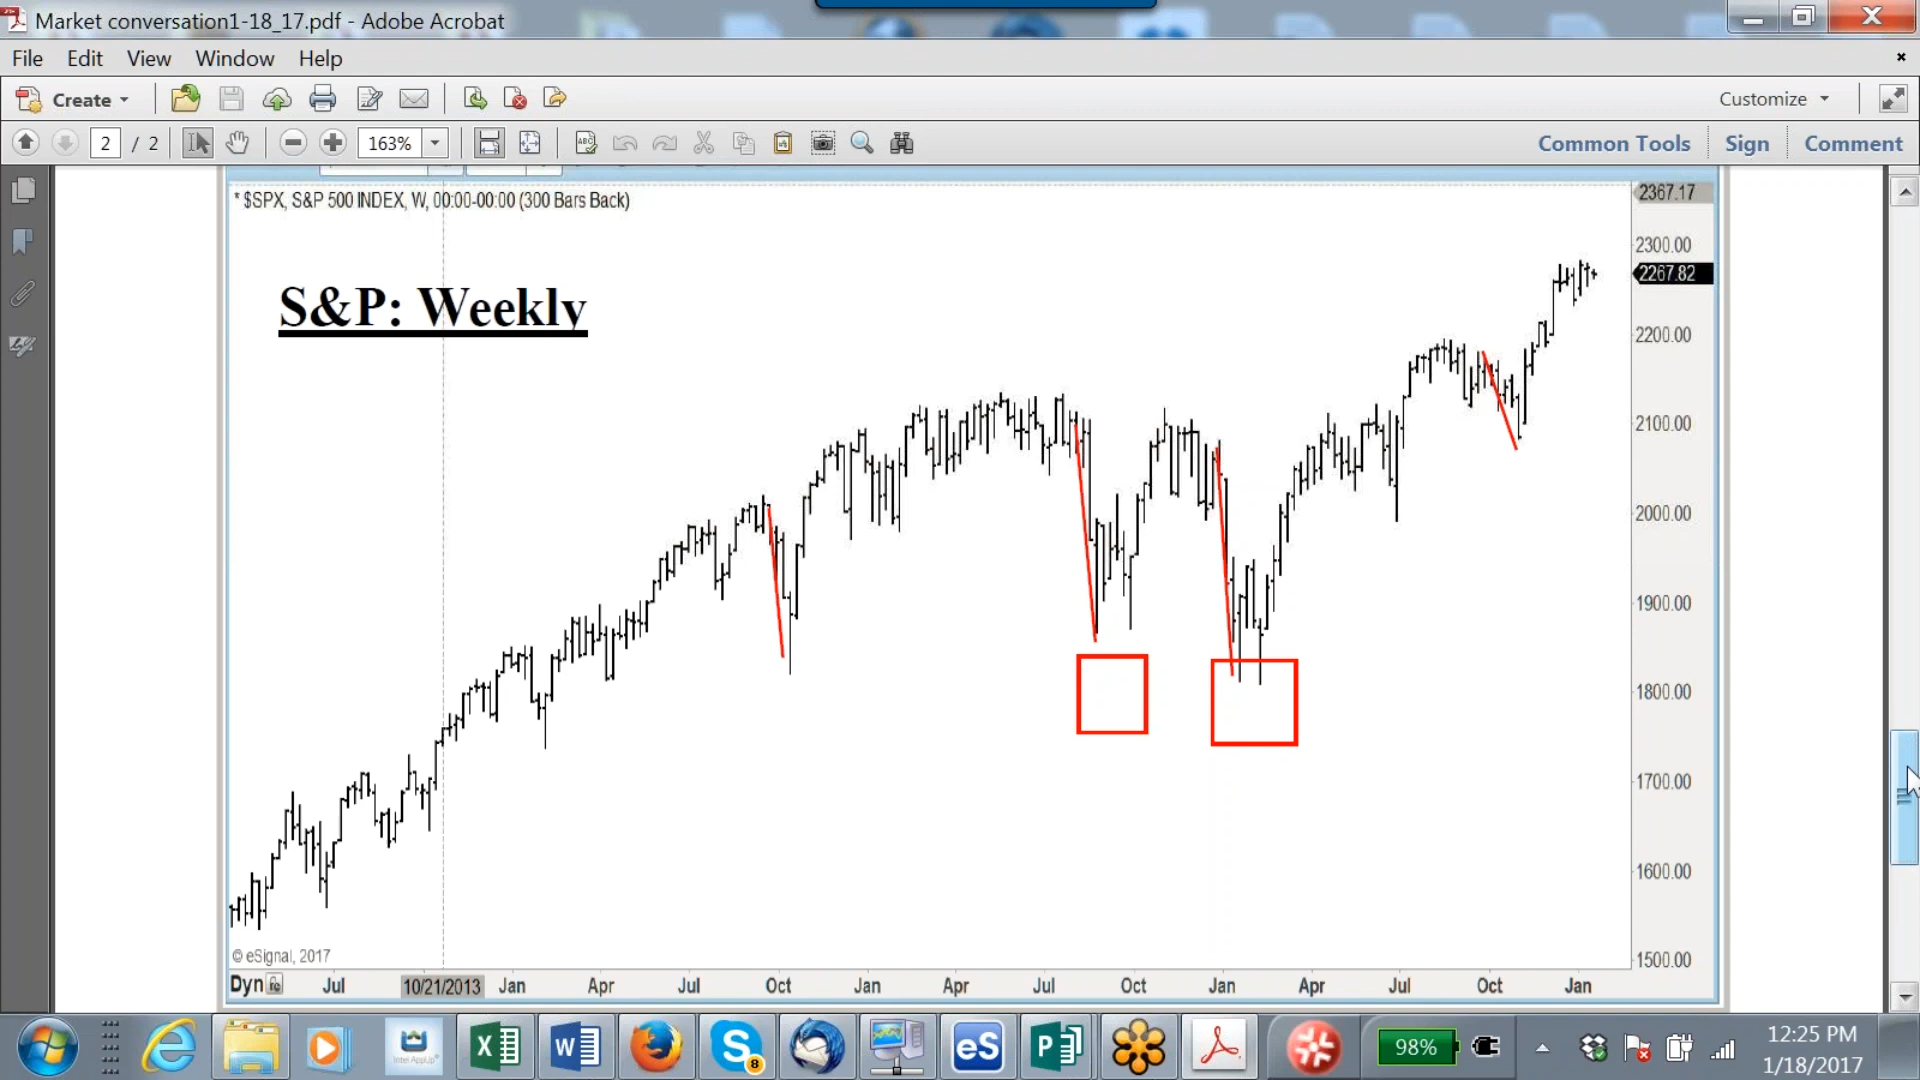 Market conversation1-18_17.pdf - Adobe Acrobat
File Edit View Window Help
Create Customize
2 / 2 163% Common Tools Sign Comment
* $SPX, S&P 500 INDEX, W, 00:00-00:00 (300 Bars Back)
S&P: Weekly
2367.17
2300.00
2267.82
2200.00
2100.00
2000.00
1900.00
1800.00
1700.00
1600.00
1500.00
© eSignal, 2017
Dyn Jul 10/21/2013 Jan Apr Jul Oct Jan Apr Jul Oct Jan Apr Jul Oct Jan
98%
12:25 PM
1/18/2017